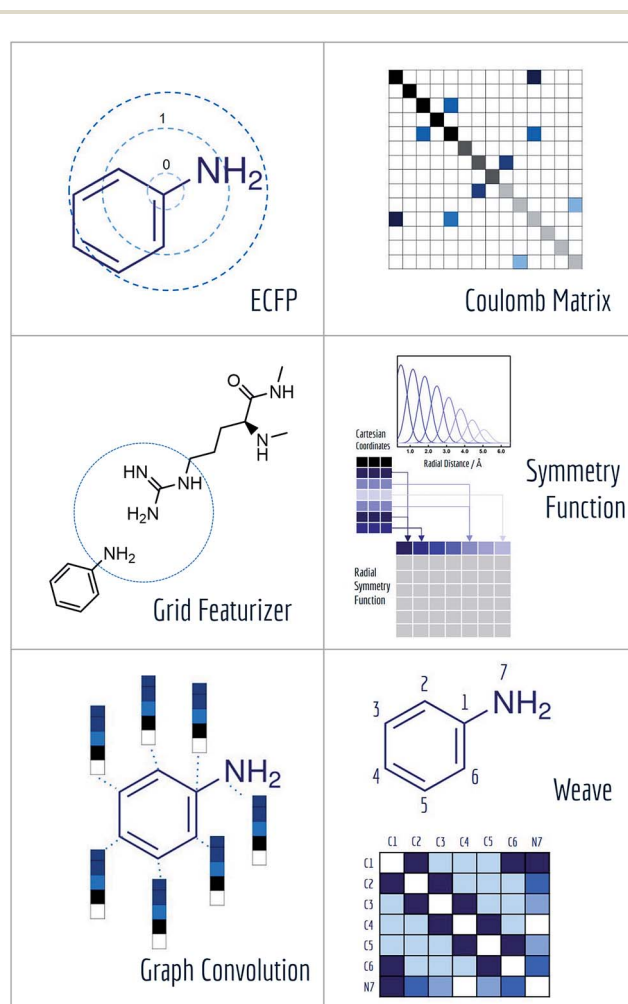 1
0
NH2
ECFP
Coulomb Matrix
O
NH
NH
HN
NH
H2N
NH2
Grid Featurizer
Cartesian
Coordinates
1.0 2.0 3.0 4.0 5.0 6.0
Radial Distance / Å
Symmetry
Function
Radial
Symmetry
Function
NH2
Graph Convolution
7
2
1
NH2
3
4
6
5
Weave
C1 C2 C3 C4 C5 C6 N7
C1
C2
C3
C4
C5
C6
N7